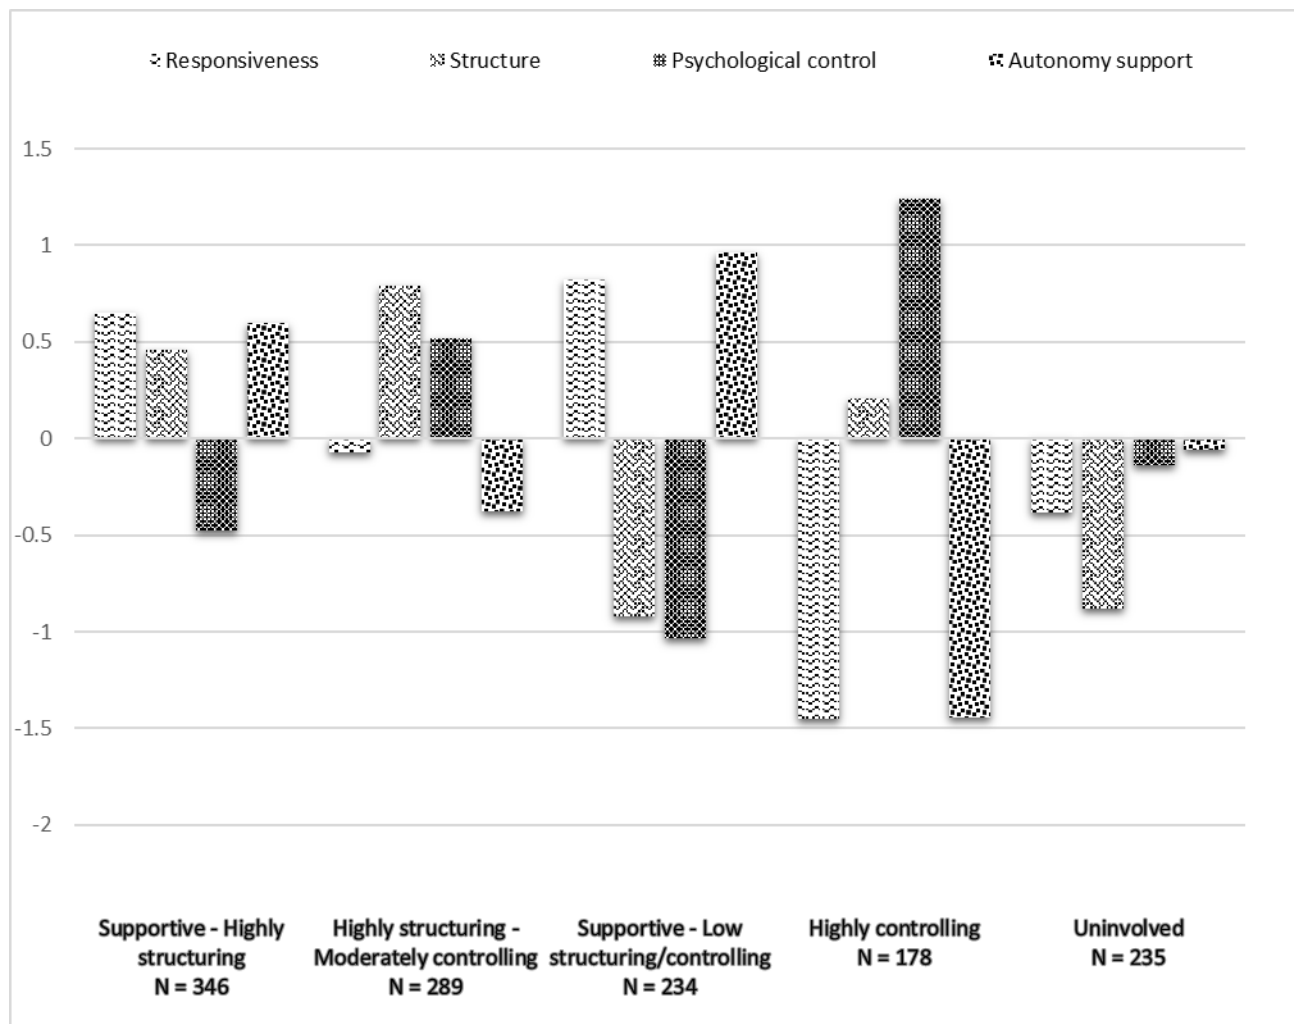 Responsiveness Structure Psychological control Autonomy support
1.5
1
0.5
0
-0.5
-1
-1.5
-2
Supportive - Highly structuring N = 346
Highly structuring - Moderately controlling N = 289
Supportive - Low structuring/controlling N = 234
Highly controlling N = 178
Uninvolved N = 235